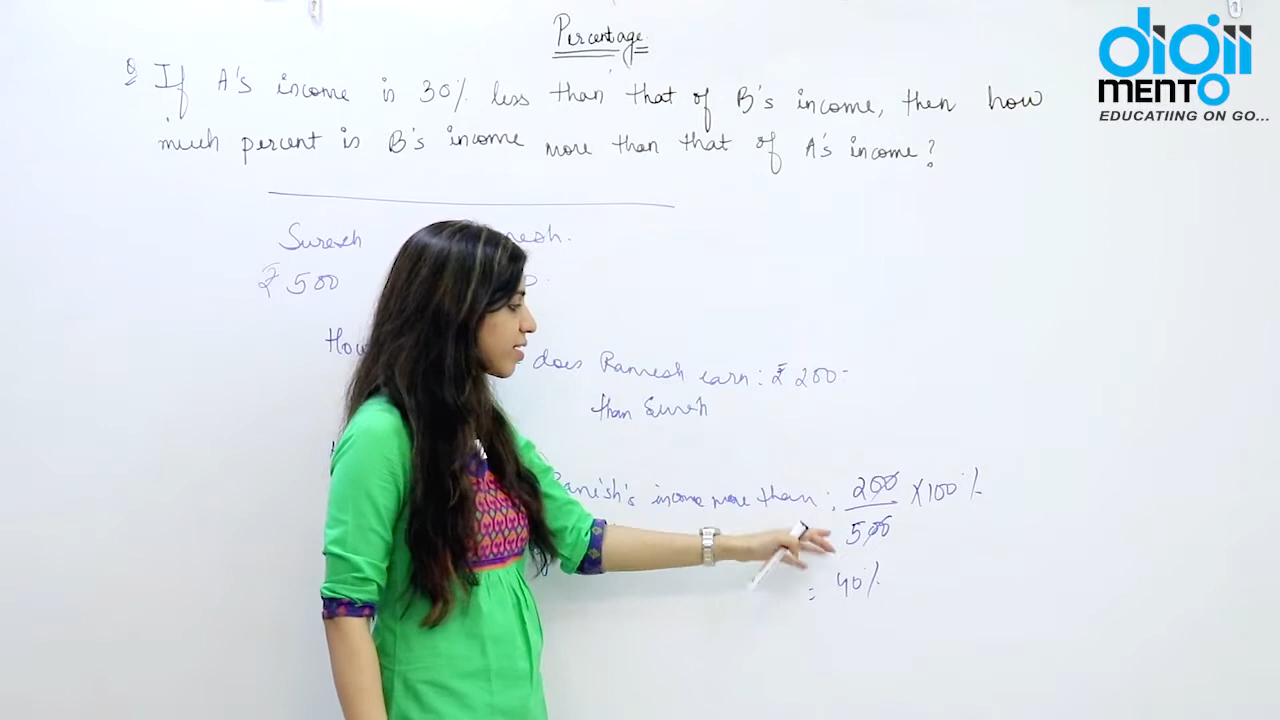 Percentage
digii
MENTO
EDUCATIING ON GO...
Q If A's income is 30% less than that of B's income, then how
much percent is B's income more than that of A's income?
Suresh
₹ 500
How does Ramesh earn : ₹ 200
than Suresh
Ramesh's income more than : 200/500 × 100 %
= 40%